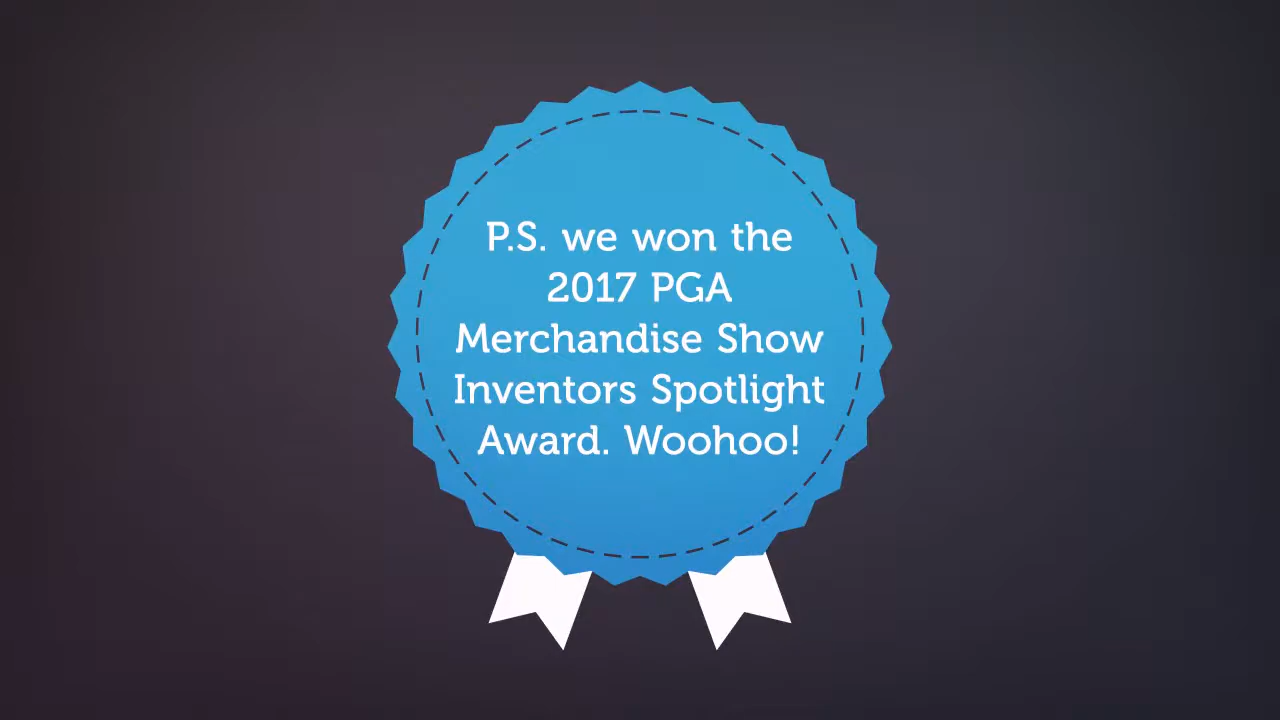 P.S. we won the
2017 PGA
Merchandise Show
Inventors Spotlight
Award. Woohoo!